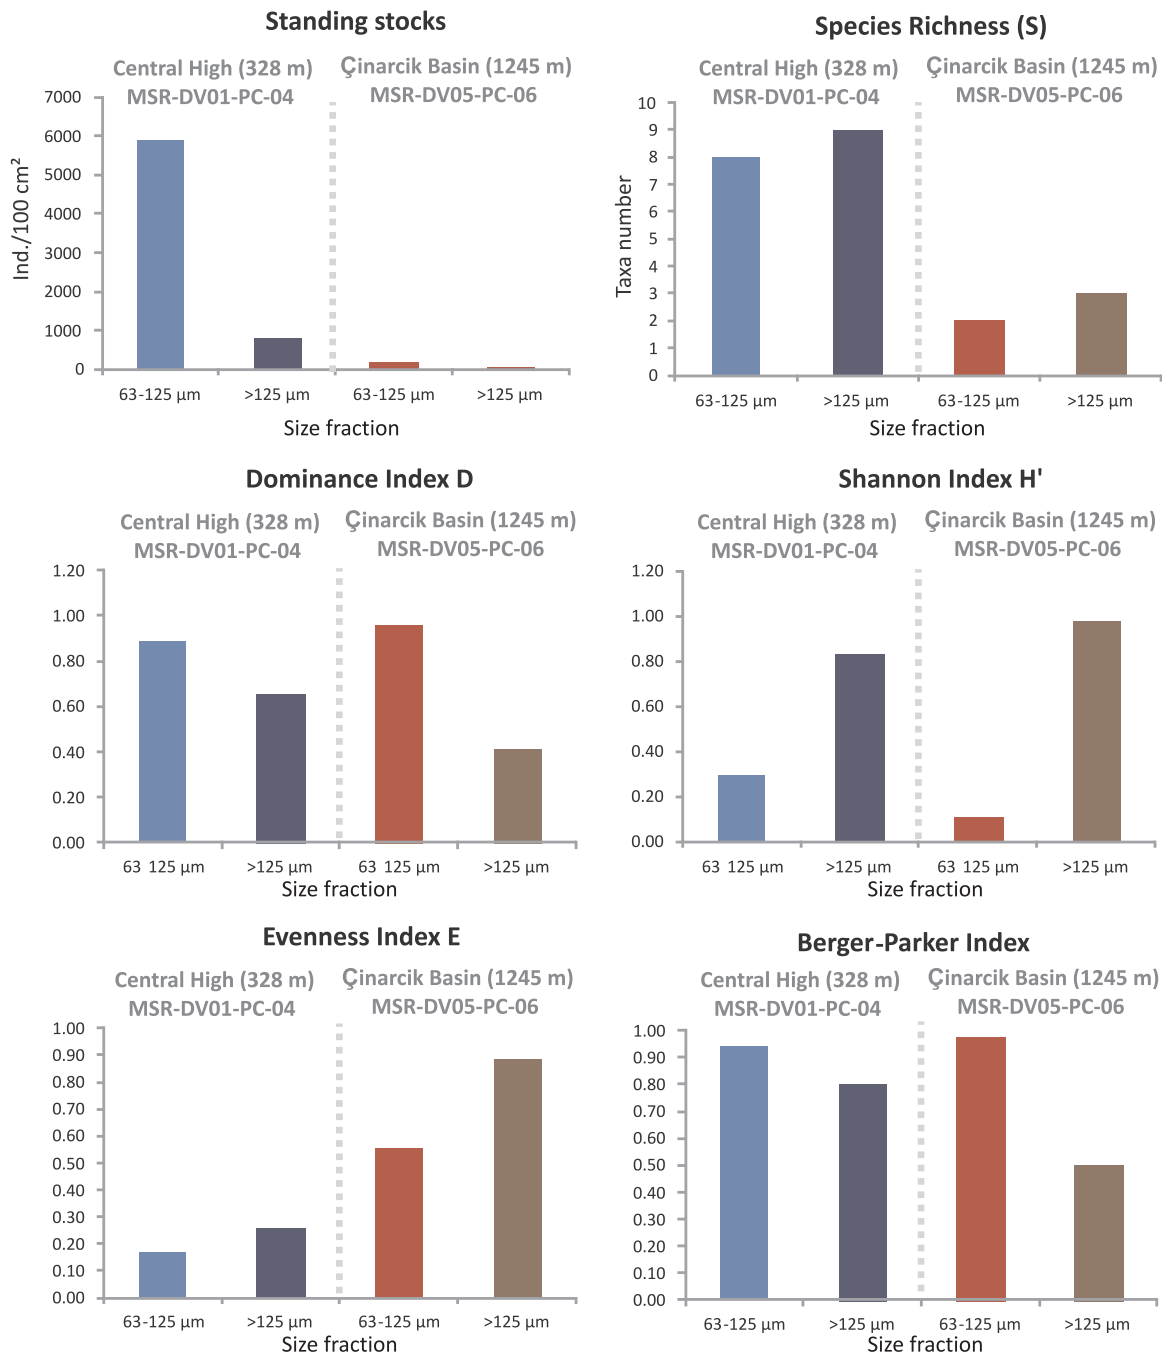 Standing stocks
Central High (328 m)
MSR-DV01-PC-04
Çinarcik Basin (1245 m)
MSR-DV05-PC-06
Ind./100 cm²
7000
6000
5000
4000
3000
2000
1000
0
63-125 µm
>125 µm
63-125 µm
>125 µm
Size fraction
Species Richness (S)
Central High (328 m)
MSR-DV01-PC-04
Çinarcik Basin (1245 m)
MSR-DV05-PC-06
Taxa number
10
9
8
7
6
5
4
3
2
1
0
63-125 µm
>125 µm
63-125 µm
>125 µm
Size fraction
Dominance Index D
Central High (328 m)
MSR-DV01-PC-04
Çinarcik Basin (1245 m)
MSR-DV05-PC-06
1.20
1.00
0.80
0.60
0.40
0.20
0.00
63 125 µm
>125 µm
63 125 µm
>125 µm
Size fraction
Shannon Index H'
Central High (328 m)
MSR-DV01-PC-04
Çinarcik Basin (1245 m)
MSR-DV05-PC-06
1.20
1.00
0.80
0.60
0.40
0.20
0.00
63 125 µm
>125 µm
63 125 µm
>125 µm
Size fraction
Evenness Index E
Central High (328 m)
MSR-DV01-PC-04
Çinarcik Basin (1245 m)
MSR-DV05-PC-06
1.00
0.90
0.80
0.70
0.60
0.50
0.40
0.30
0.20
0.10
0.00
63-125 µm
>125 µm
63-125 µm
>125 µm
Size fraction
Berger-Parker Index
Central High (328 m)
MSR-DV01-PC-04
Çinarcik Basin (1245 m)
MSR-DV05-PC-06
1.00
0.90
0.80
0.70
0.60
0.50
0.40
0.30
0.20
0.10
0.00
63-125 µm
>125 µm
63-125 µm
>125 µm
Size fraction